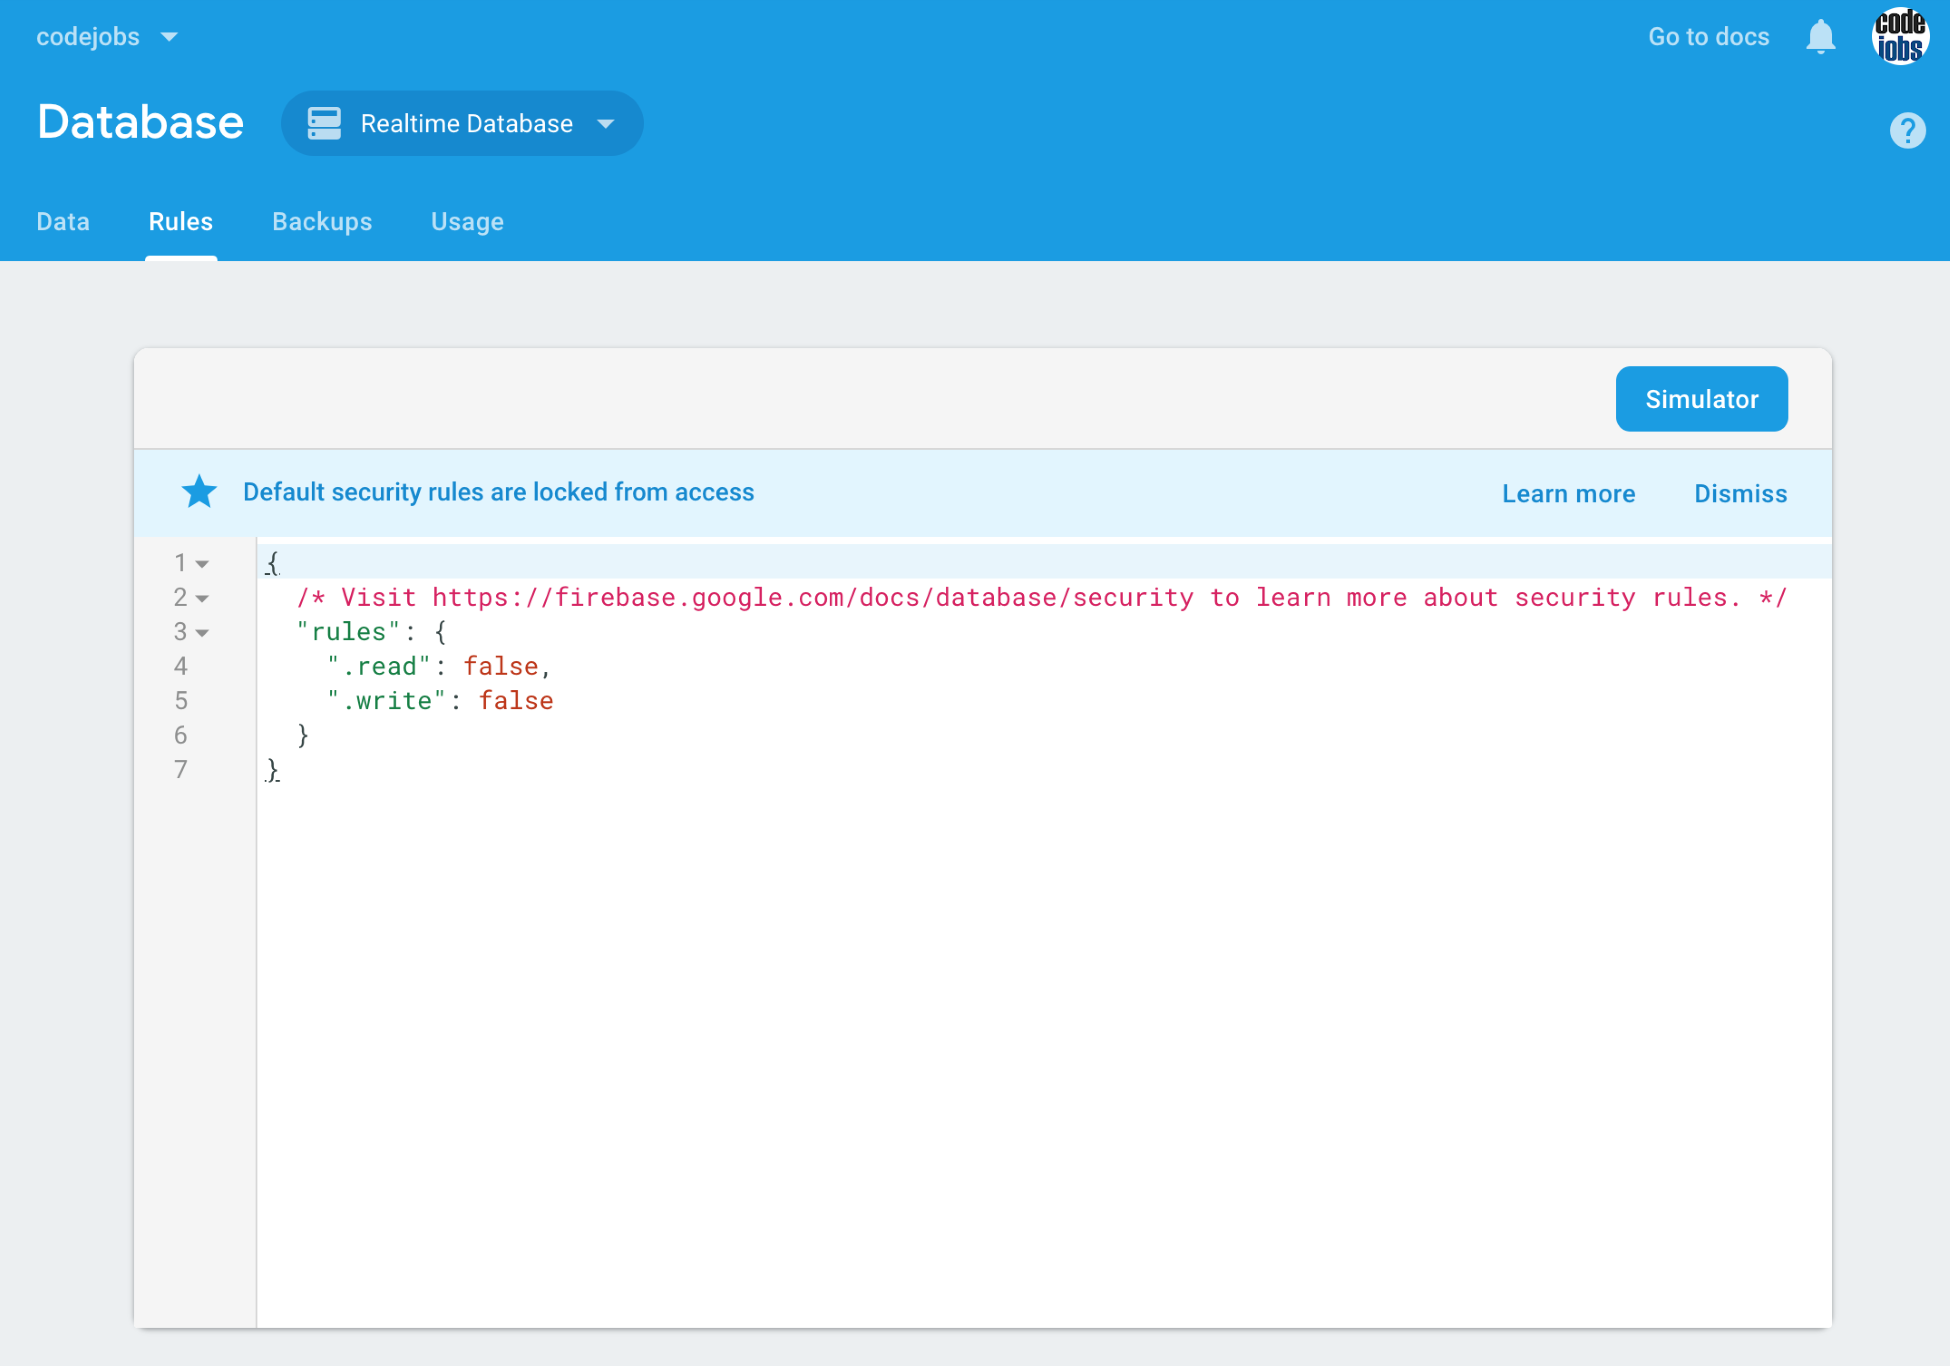 codejobs
Go to docs
code
jobs
Database
Realtime Database
?
Data
Rules
Backups
Usage
Simulator
Default security rules are locked from access
Learn more
Dismiss
1 {
2 /* Visit https://firebase.google.com/docs/database/security to learn more about security rules. */
3 "rules": {
4 ".read": false,
5 ".write": false
6 }
7 }